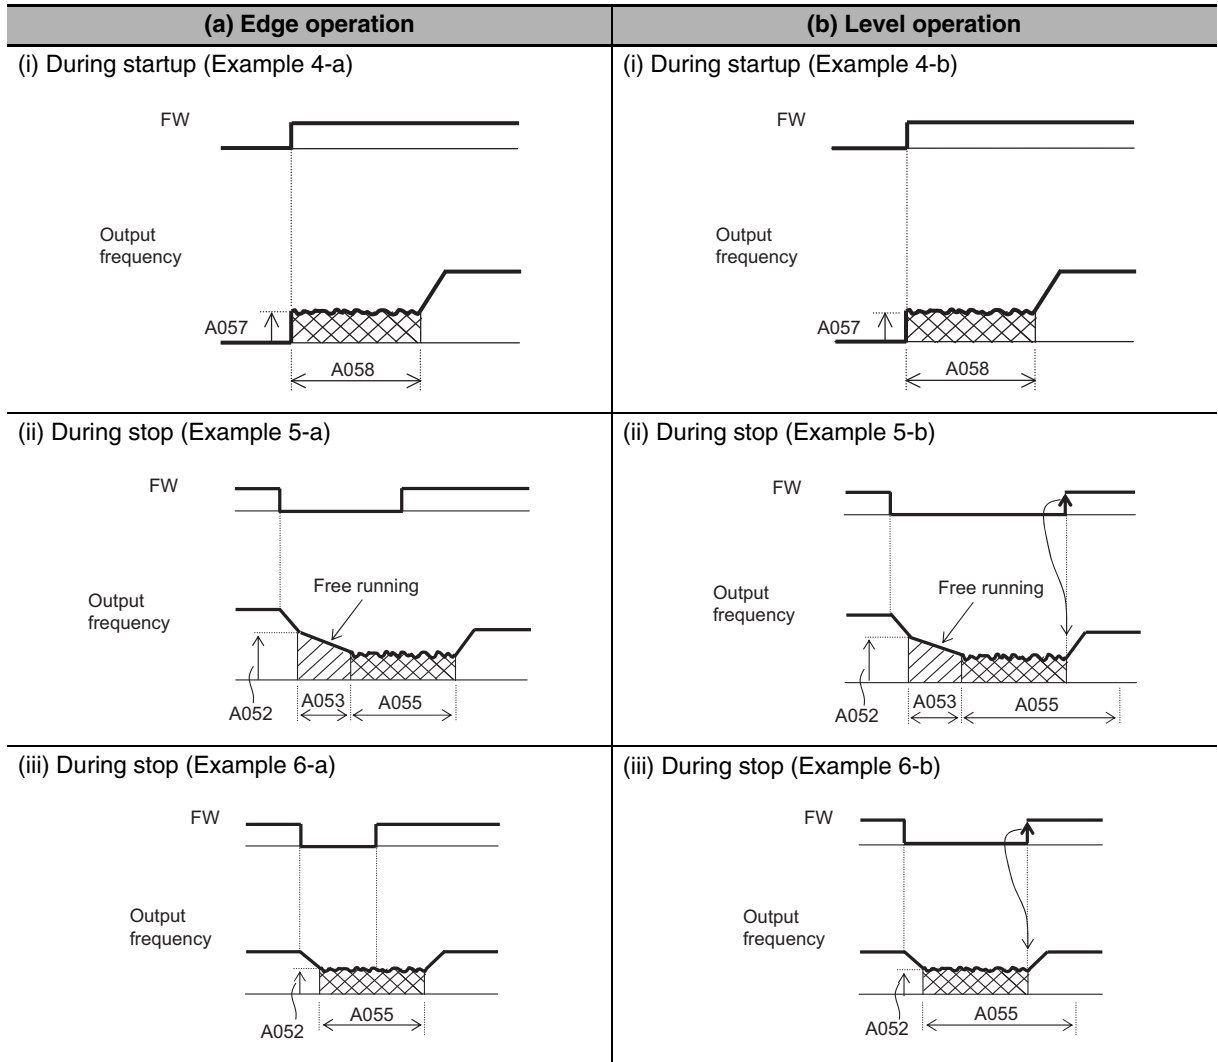 (a) Edge operation
(b) Level operation
(i) During startup (Example 4-a)
FW
Output
frequency
A057
A058
(i) During startup (Example 4-b)
FW
Output
frequency
A057
A058
(ii) During stop (Example 5-a)
FW
Free running
Output
frequency
A052
A053
A055
(ii) During stop (Example 5-b)
FW
Free running
Output
frequency
A052
A053
A055
(iii) During stop (Example 6-a)
FW
Output
frequency
A052
A055
(iii) During stop (Example 6-b)
FW
Output
frequency
A052
A055